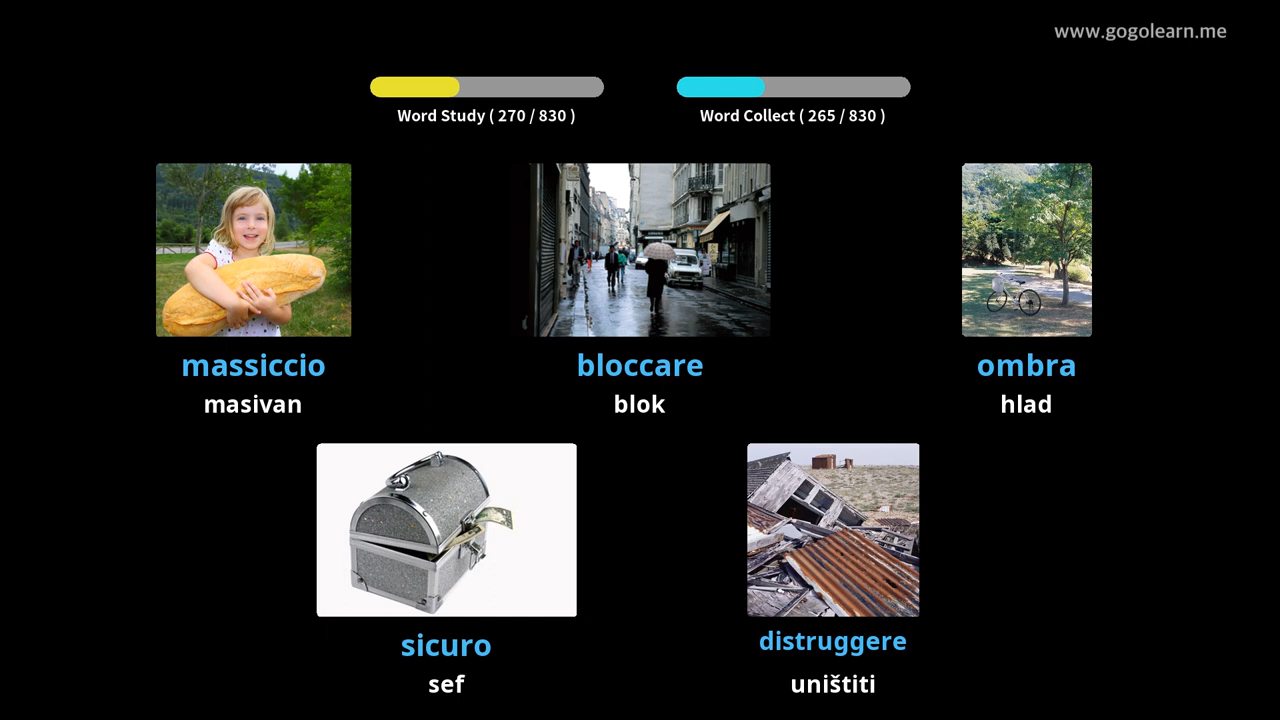 www.gogolearn.me
Word Study ( 270 / 830 )
Word Collect ( 265 / 830 )
massiccio
masivan
bloccare
blok
ombra
hlad
sicuro
sef
distruggere
uništiti